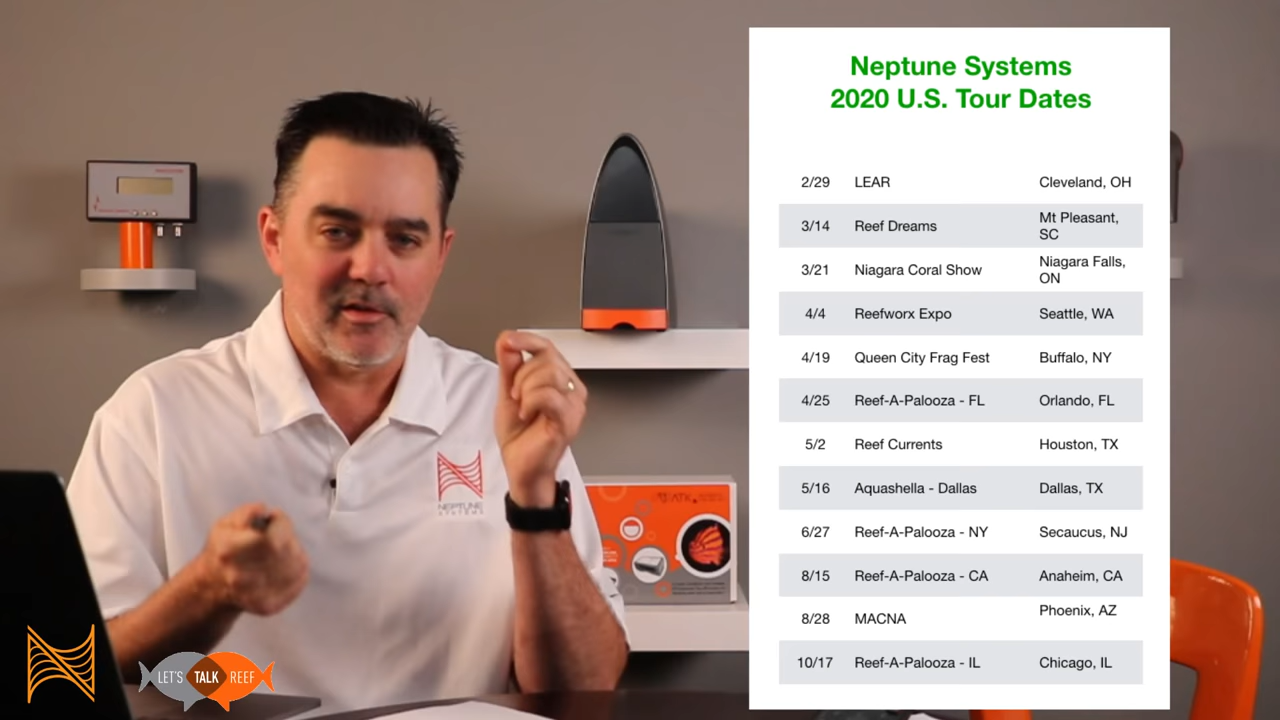 Neptune Systems
2020 U.S. Tour Dates
2/29 LEAR Cleveland, OH
3/14 Reef Dreams Mt Pleasant,
SC
3/21 Niagara Coral Show Niagara Falls,
ON
4/4 Reefworx Expo Seattle, WA
4/19 Queen City Frag Fest Buffalo, NY
4/25 Reef-A-Palooza - FL Orlando, FL
5/2 Reef Currents Houston, TX
5/16 Aquashella - Dallas Dallas, TX
6/27 Reef-A-Palooza - NY Secaucus, NJ
8/15 Reef-A-Palooza - CA Anaheim, CA
8/28 MACNA Phoenix, AZ
10/17 Reef-A-Palooza - IL Chicago, IL
NEPTUNE
SYSTEMS
LET'S TALK REEF